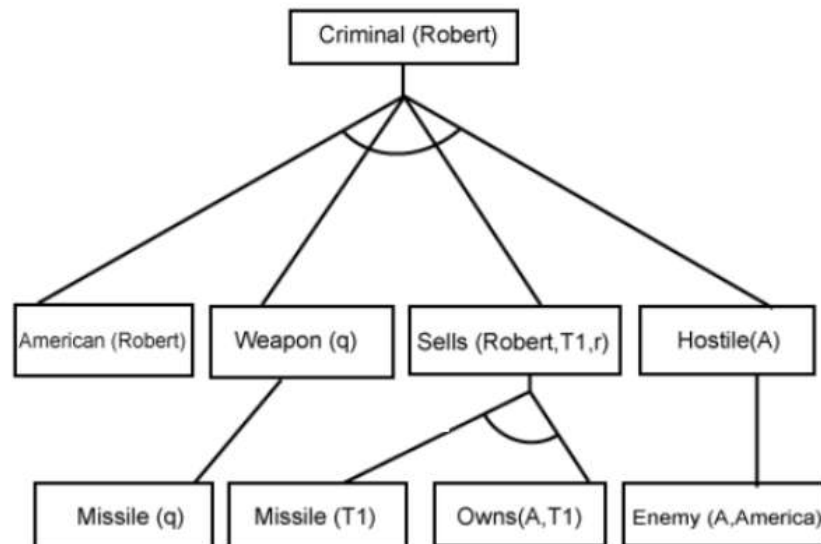 Criminal (Robert)
American (Robert)
Weapon (q)
Sells (Robert,T1,r)
Hostile(A)
Missile (q)
Missile (T1)
Owns(A,T1)
Enemy (A,America)